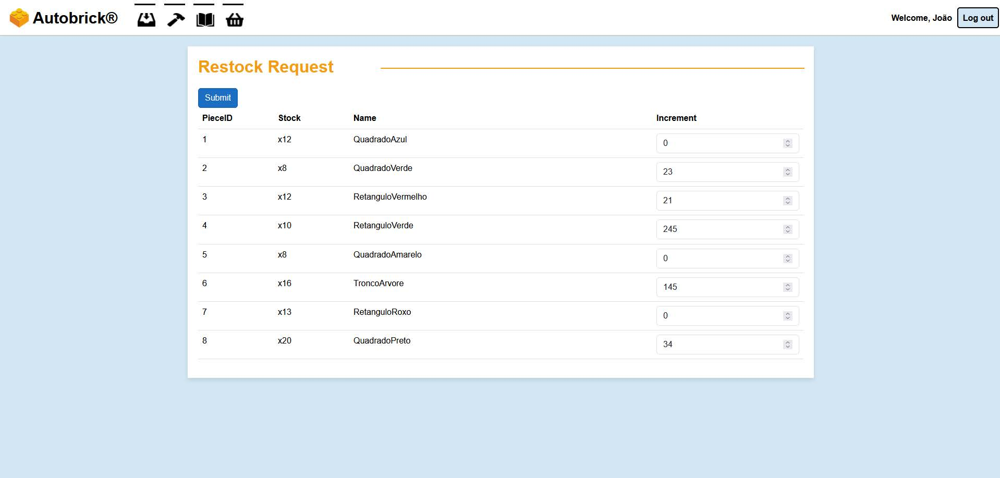 Autobrick®
Welcome, João
Log out
Restock Request
Submit
PieceID Stock Name Increment
1 x12 QuadradoAzul 0
2 x8 QuadradoVerde 23
3 x12 RetanguloVermelho 21
4 x10 RetanguloVerde 245
5 x8 QuadradoAmarelo 0
6 x16 TroncoArvore 145
7 x13 RetanguloRoxo 0
8 x20 QuadradoPreto 34